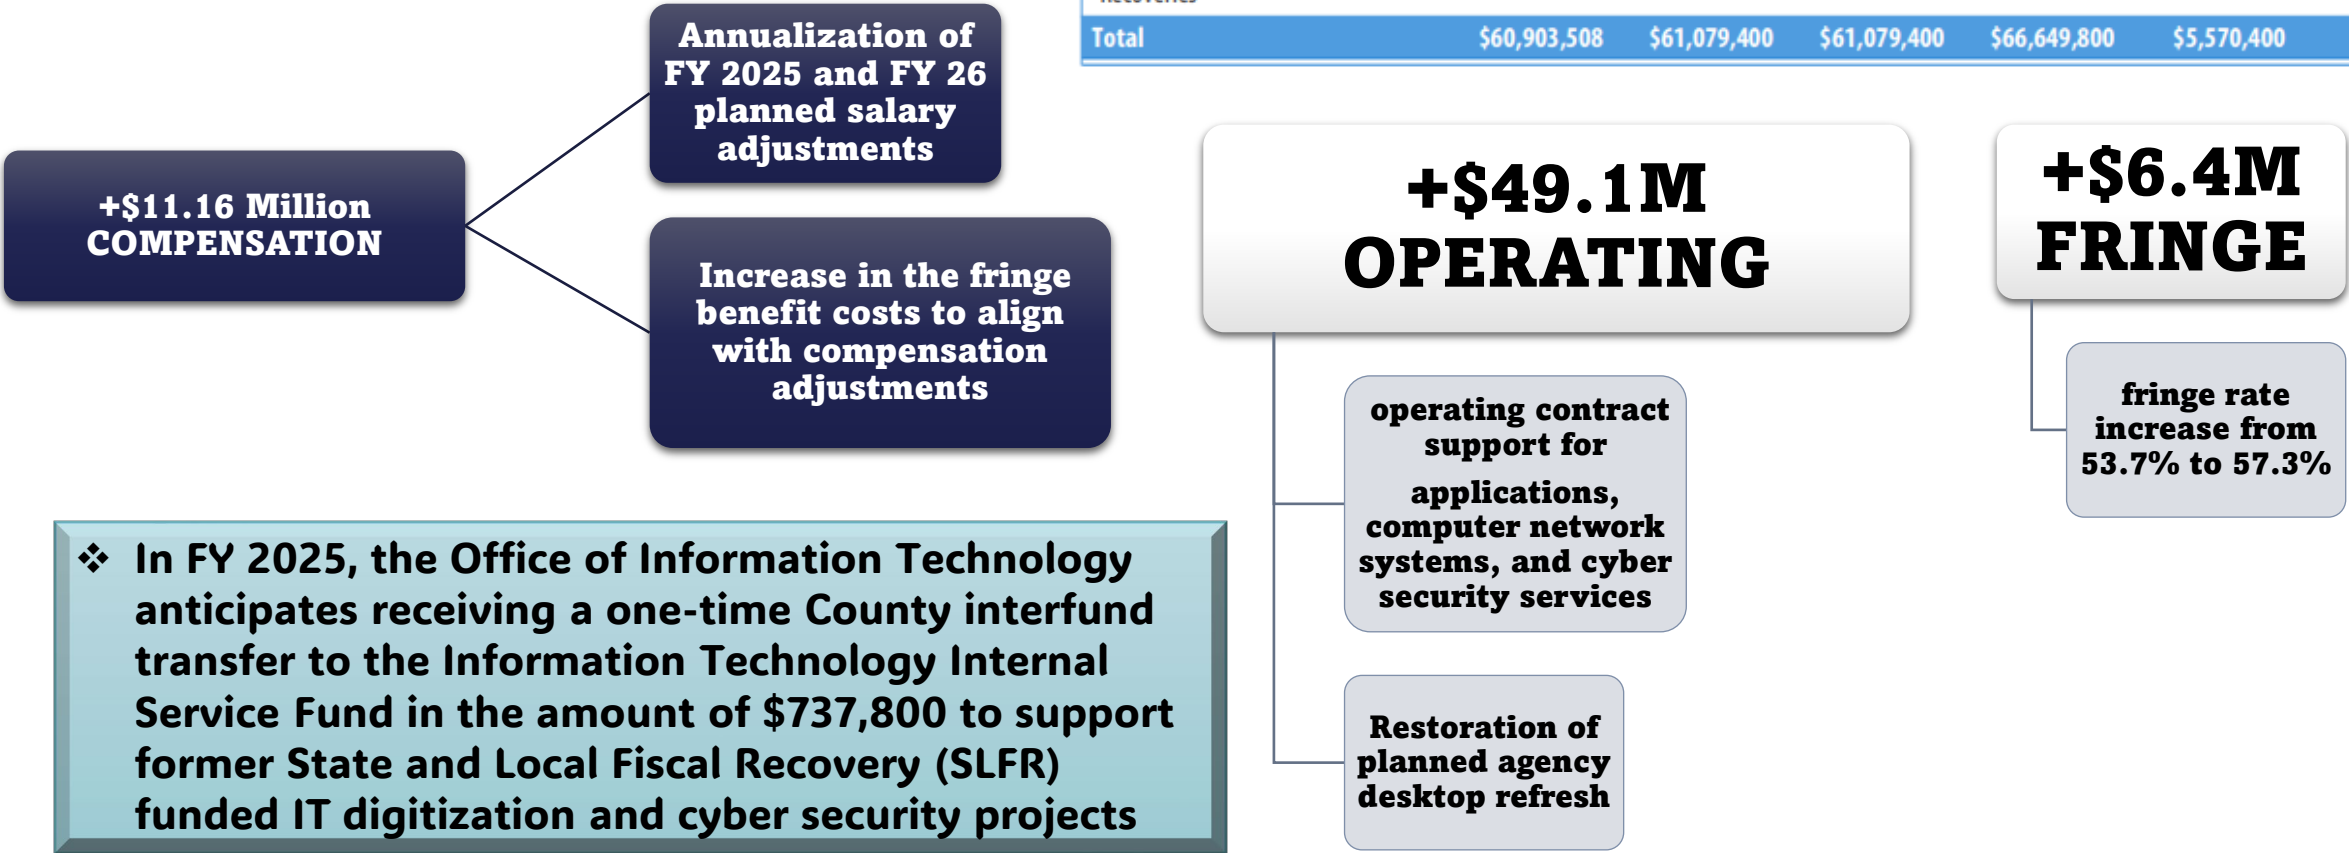 Recoveries
Total $60,903,508 $61,079,400 $61,079,400 $66,649,800 $5,570,400
Annualization of
FY 2025 and FY 26
planned salary
adjustments
+$11.16 Million
COMPENSATION
Increase in the fringe
benefit costs to align
with compensation
adjustments
+$49.1M
OPERATING
operating contract
support for
applications,
computer network
systems, and cyber
security services
Restoration of
planned agency
desktop refresh
+$6.4M
FRINGE
fringe rate
increase from
53.7% to 57.3%
❖ In FY 2025, the Office of Information Technology
anticipates receiving a one-time County interfund
transfer to the Information Technology Internal
Service Fund in the amount of $737,800 to support
former State and Local Fiscal Recovery (SLFR)
funded IT digitization and cyber security projects